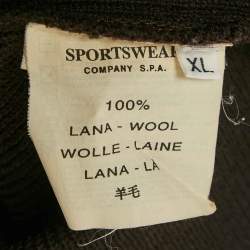 SPORTSWEAR
COMPANY S.P.A.
XL
100%
LANA - WOOL
WOLLE - LAINE
LANA - LÃ
羊毛